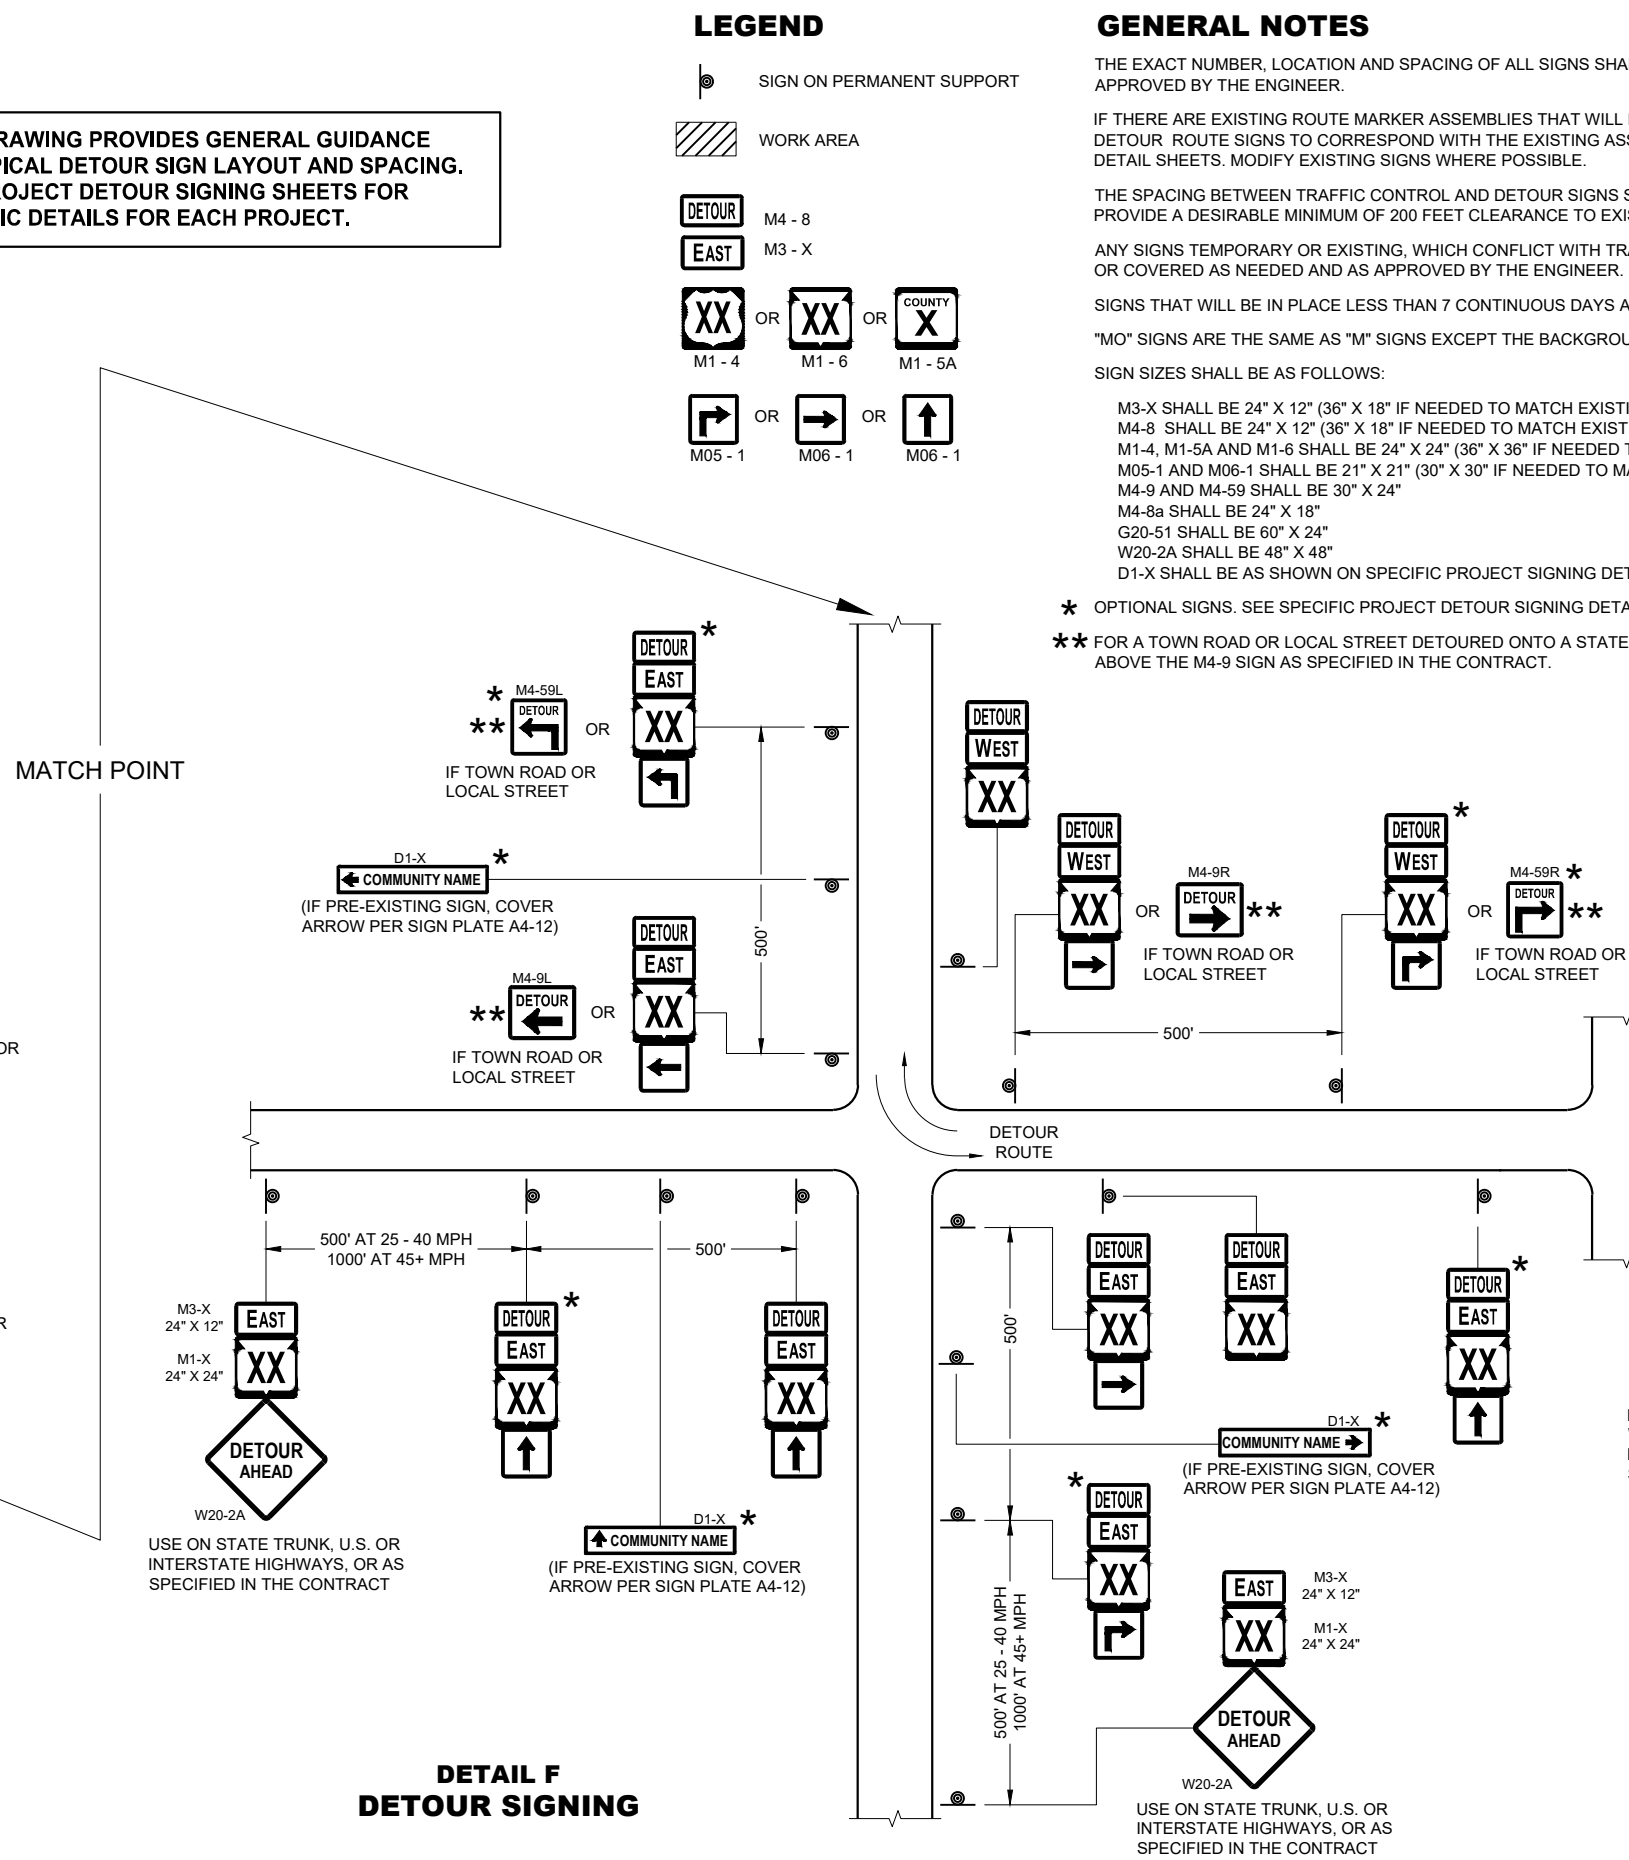 LEGEND
SIGN ON PERMANENT SUPPORT
WORK AREA
DETOUR
M4 - 8
EAST
M3 - X
XX
OR
XX
OR
COUNTY
X
M1 - 4
M1 - 6
M1 - 5A
OR
OR
M05 - 1
M06 - 1
M06 - 1
GENERAL NOTES
THE EXACT NUMBER, LOCATION AND SPACING OF ALL SIGNS
APPROVED BY THE ENGINEER.
IF THERE ARE EXISTING ROUTE MARKER ASSEMBLIES THAT WILL
DETOUR ROUTE SIGNS TO CORRESPOND WITH THE EXISTING
DETAIL SHEETS. MODIFY EXISTING SIGNS WHERE POSSIBLE.
THE SPACING BETWEEN TRAFFIC CONTROL AND DETOUR SIGNS
PROVIDE A DESIRABLE MINIMUM OF 200 FEET CLEARANCE TO
ANY SIGNS TEMPORARY OR EXISTING, WHICH CONFLICT WITH
OR COVERED AS NEEDED AND AS APPROVED BY THE ENGINEER.
SIGNS THAT WILL BE IN PLACE LESS THAN 7 CONTINUOUS DAYS
"MO" SIGNS ARE THE SAME AS "M" SIGNS EXCEPT THE
SIGN SIZES SHALL BE AS FOLLOWS:
M3-X SHALL BE 24" X 12" (36" X 18" IF NEEDED TO MATCH
M4-8 SHALL BE 24" X 12" (36" X 18" IF NEEDED TO MATCH
M1-4, M1-5A AND M1-6 SHALL BE 24" X 24" (36" X 36" IF NEEDED
M05-1 AND M06-1 SHALL BE 21" X 21" (30" X 30" IF NEEDED TO
M4-9 AND M4-59 SHALL BE 30" X 24"
M4-8a SHALL BE 24" X 18"
G20-51 SHALL BE 60" X 24"
W20-2A SHALL BE 48" X 48"
D1-X SHALL BE AS SHOWN ON SPECIFIC PROJECT SIGNING
* OPTIONAL SIGNS. SEE SPECIFIC PROJECT DETOUR SIGNING
** FOR A TOWN ROAD OR LOCAL STREET DETOURED ONTO A STATE
ABOVE THE M4-9 SIGN AS SPECIFIED IN THE CONTRACT.
PROVIDES GENERAL GUIDANCE
DETOUR SIGN LAYOUT AND SPACING.
DETOUR SIGNING SHEETS FOR
DETAILS FOR EACH PROJECT.
MATCH POINT
OR
DETOUR
*
EAST
XX
* M4-59L
** DETOUR
OR
IF TOWN ROAD OR
LOCAL STREET
D1-X *
COMMUNITY NAME
(IF PRE-EXISTING SIGN, COVER
ARROW PER SIGN PLATE A4-12)
500'
DETOUR
EAST
XX
M4-9L
** DETOUR
OR
IF TOWN ROAD OR
LOCAL STREET
DETOUR
WEST
XX
DETOUR
WEST
XX
OR
M4-9R
DETOUR **
IF TOWN ROAD OR
LOCAL STREET
DETOUR *
WEST
XX
OR
M4-59R *
DETOUR **
IF TOWN ROAD OR
LOCAL STREET
500'
DETOUR
ROUTE
500' AT 25 - 40 MPH
1000' AT 45+ MPH
500'
M3-X
24" X 12"
EAST
M1-X
24" X 24"
XX
DETOUR
AHEAD
W20-2A
USE ON STATE TRUNK, U.S. OR
INTERSTATE HIGHWAYS, OR AS
SPECIFIED IN THE CONTRACT
DETOUR *
EAST
XX
DETOUR
EAST
XX
D1-X *
COMMUNITY NAME
(IF PRE-EXISTING SIGN, COVER
ARROW PER SIGN PLATE A4-12)
500'
DETOUR
EAST
XX
DETOUR
EAST
XX
DETOUR *
EAST
XX
D1-X *
COMMUNITY NAME
(IF PRE-EXISTING SIGN, COVER
ARROW PER SIGN PLATE A4-12)
* DETOUR
EAST
XX
500' AT 25 - 40 MPH
1000' AT 45+ MPH
EAST
M3-X
24" X 12"
XX
M1-X
24" X 24"
DETOUR
AHEAD
W20-2A
USE ON STATE TRUNK, U.S. OR
INTERSTATE HIGHWAYS, OR AS
SPECIFIED IN THE CONTRACT
DETAIL F
DETOUR SIGNING